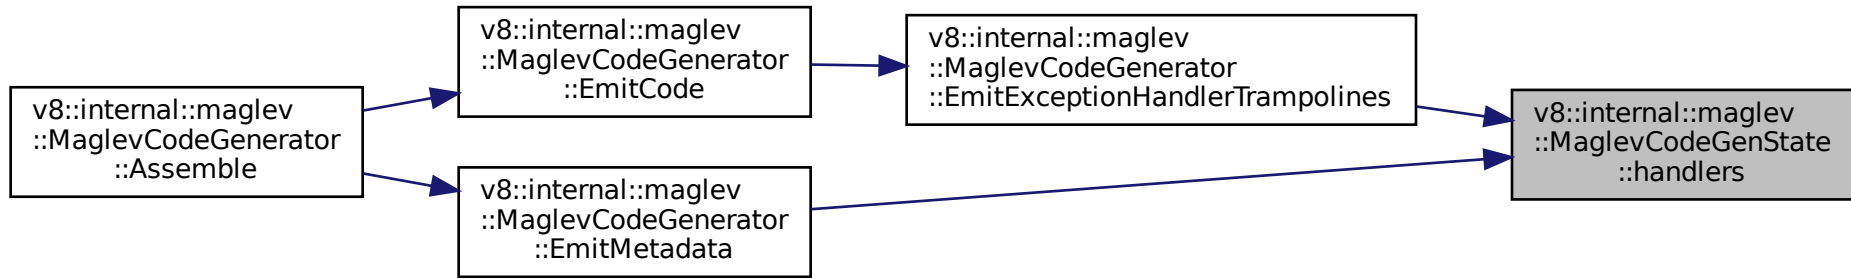 v8::internal::maglev
::MaglevCodeGenerator
::Assemble
v8::internal::maglev
::MaglevCodeGenerator
::EmitCode
v8::internal::maglev
::MaglevCodeGenerator
::EmitMetadata
v8::internal::maglev
::MaglevCodeGenerator
::EmitExceptionHandlerTrampolines
v8::internal::maglev
::MaglevCodeGenState
::handlers